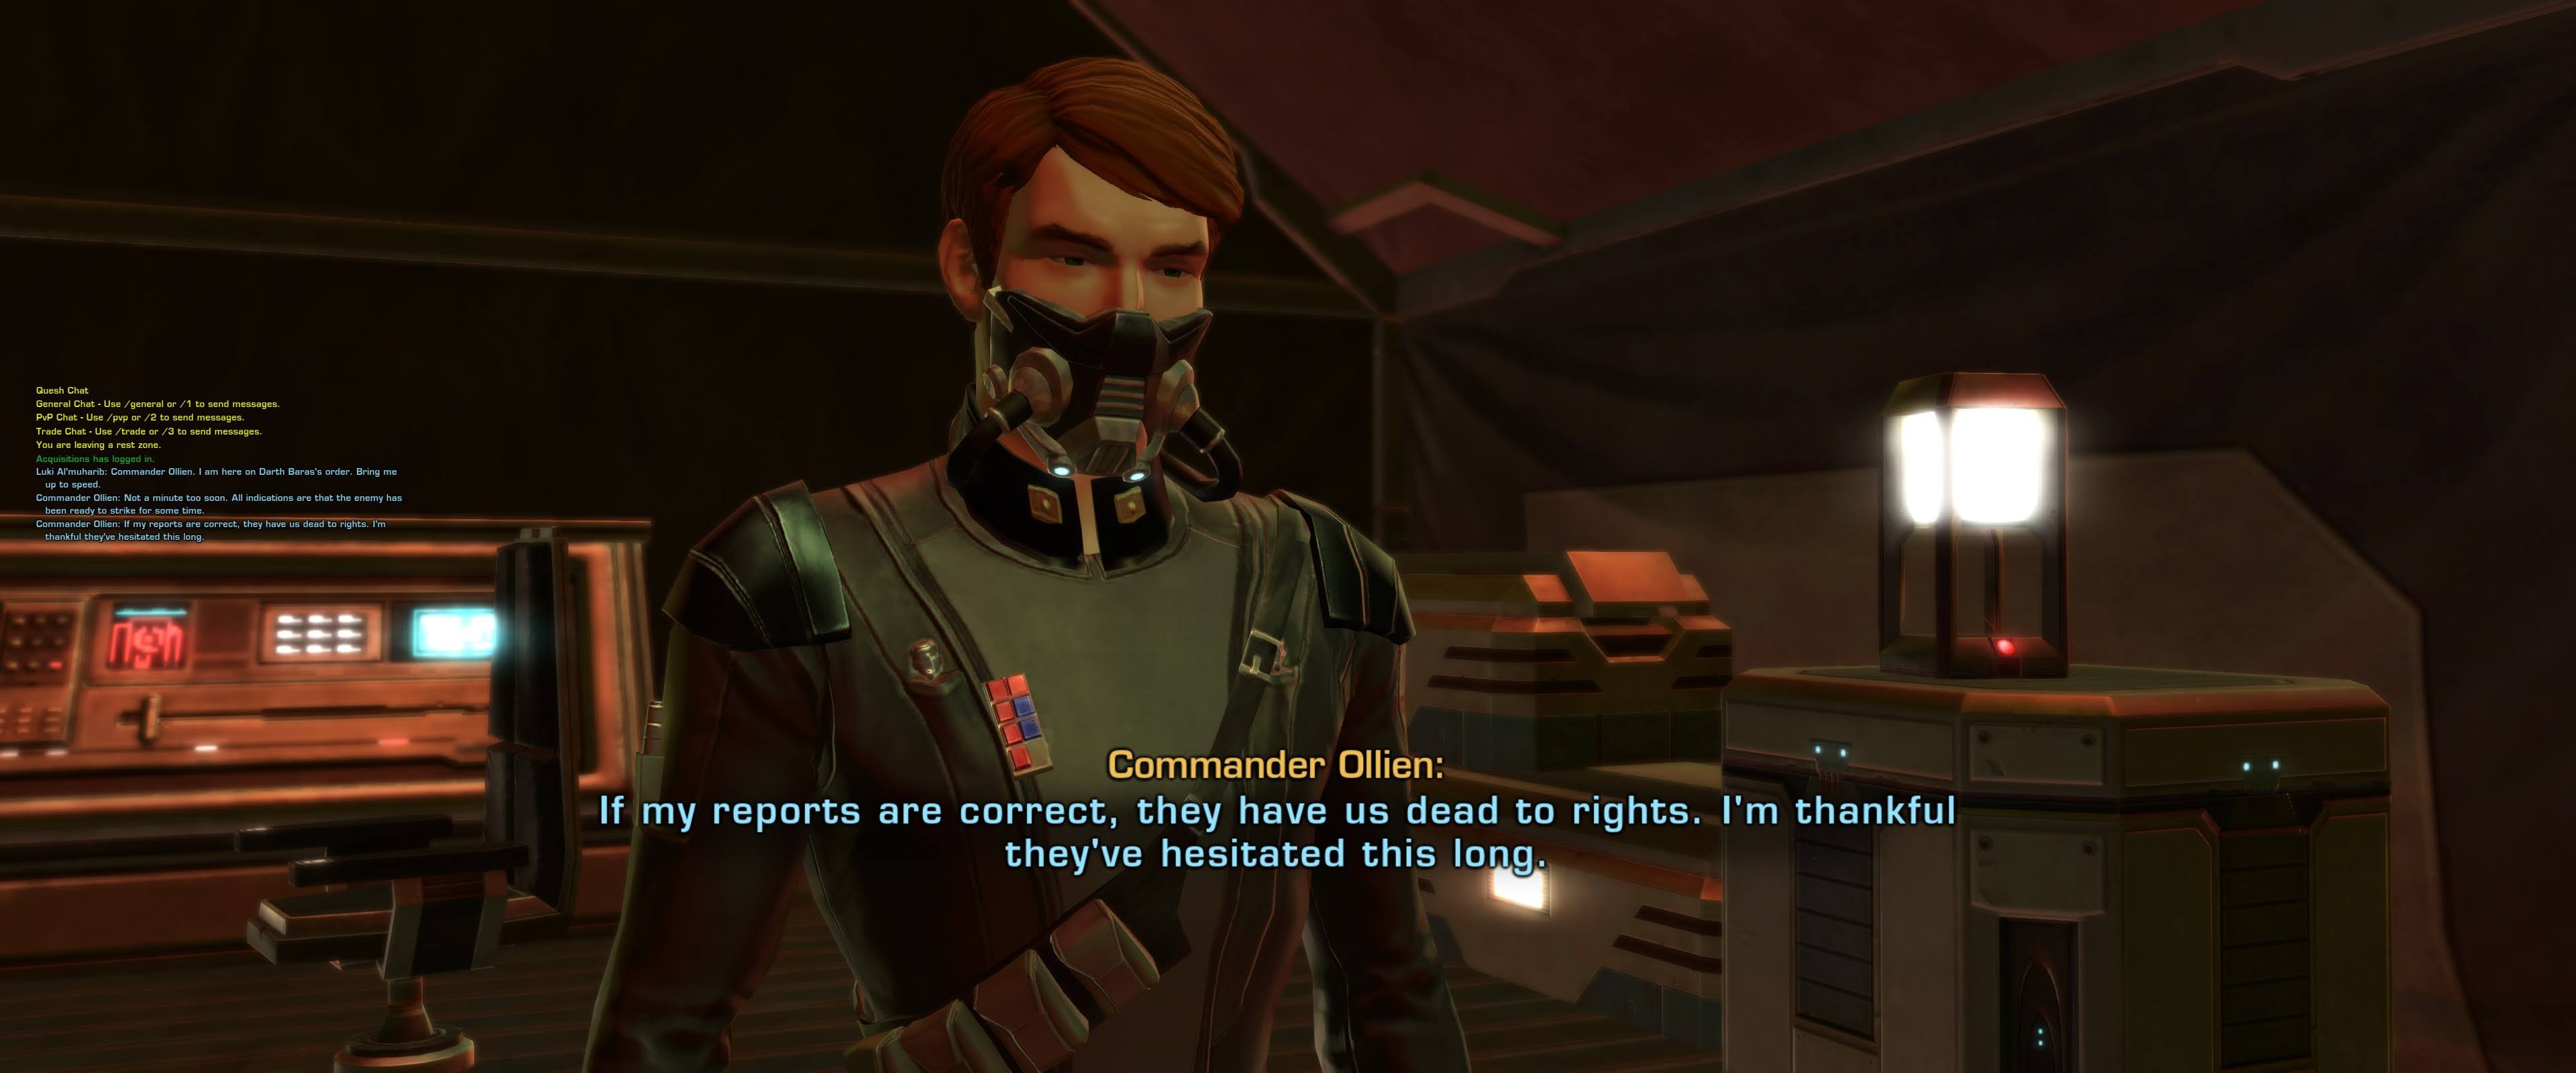 Quesh Chat
General Chat - Use /general or /1 to send messages.
PvP Chat - Use /pvp or /2 to send messages.
Trade Chat - Use /trade or /3 to send messages.
You are leaving a rest zone.
Acquisitions has logged in.
Luki Al'muharib: Commander Ollien. I am here on Darth Baras's order. Bring me
up to speed.
Commander Ollien: Not a minute too soon. All indications are that the enemy has
been ready to strike for some time.
Commander Ollien: If my reports are correct, they have us dead to rights. I'm
thankful they've hesitated this long.
Commander Ollien:
If my reports are correct, they have us dead to rights. I'm thankful
they've hesitated this long.